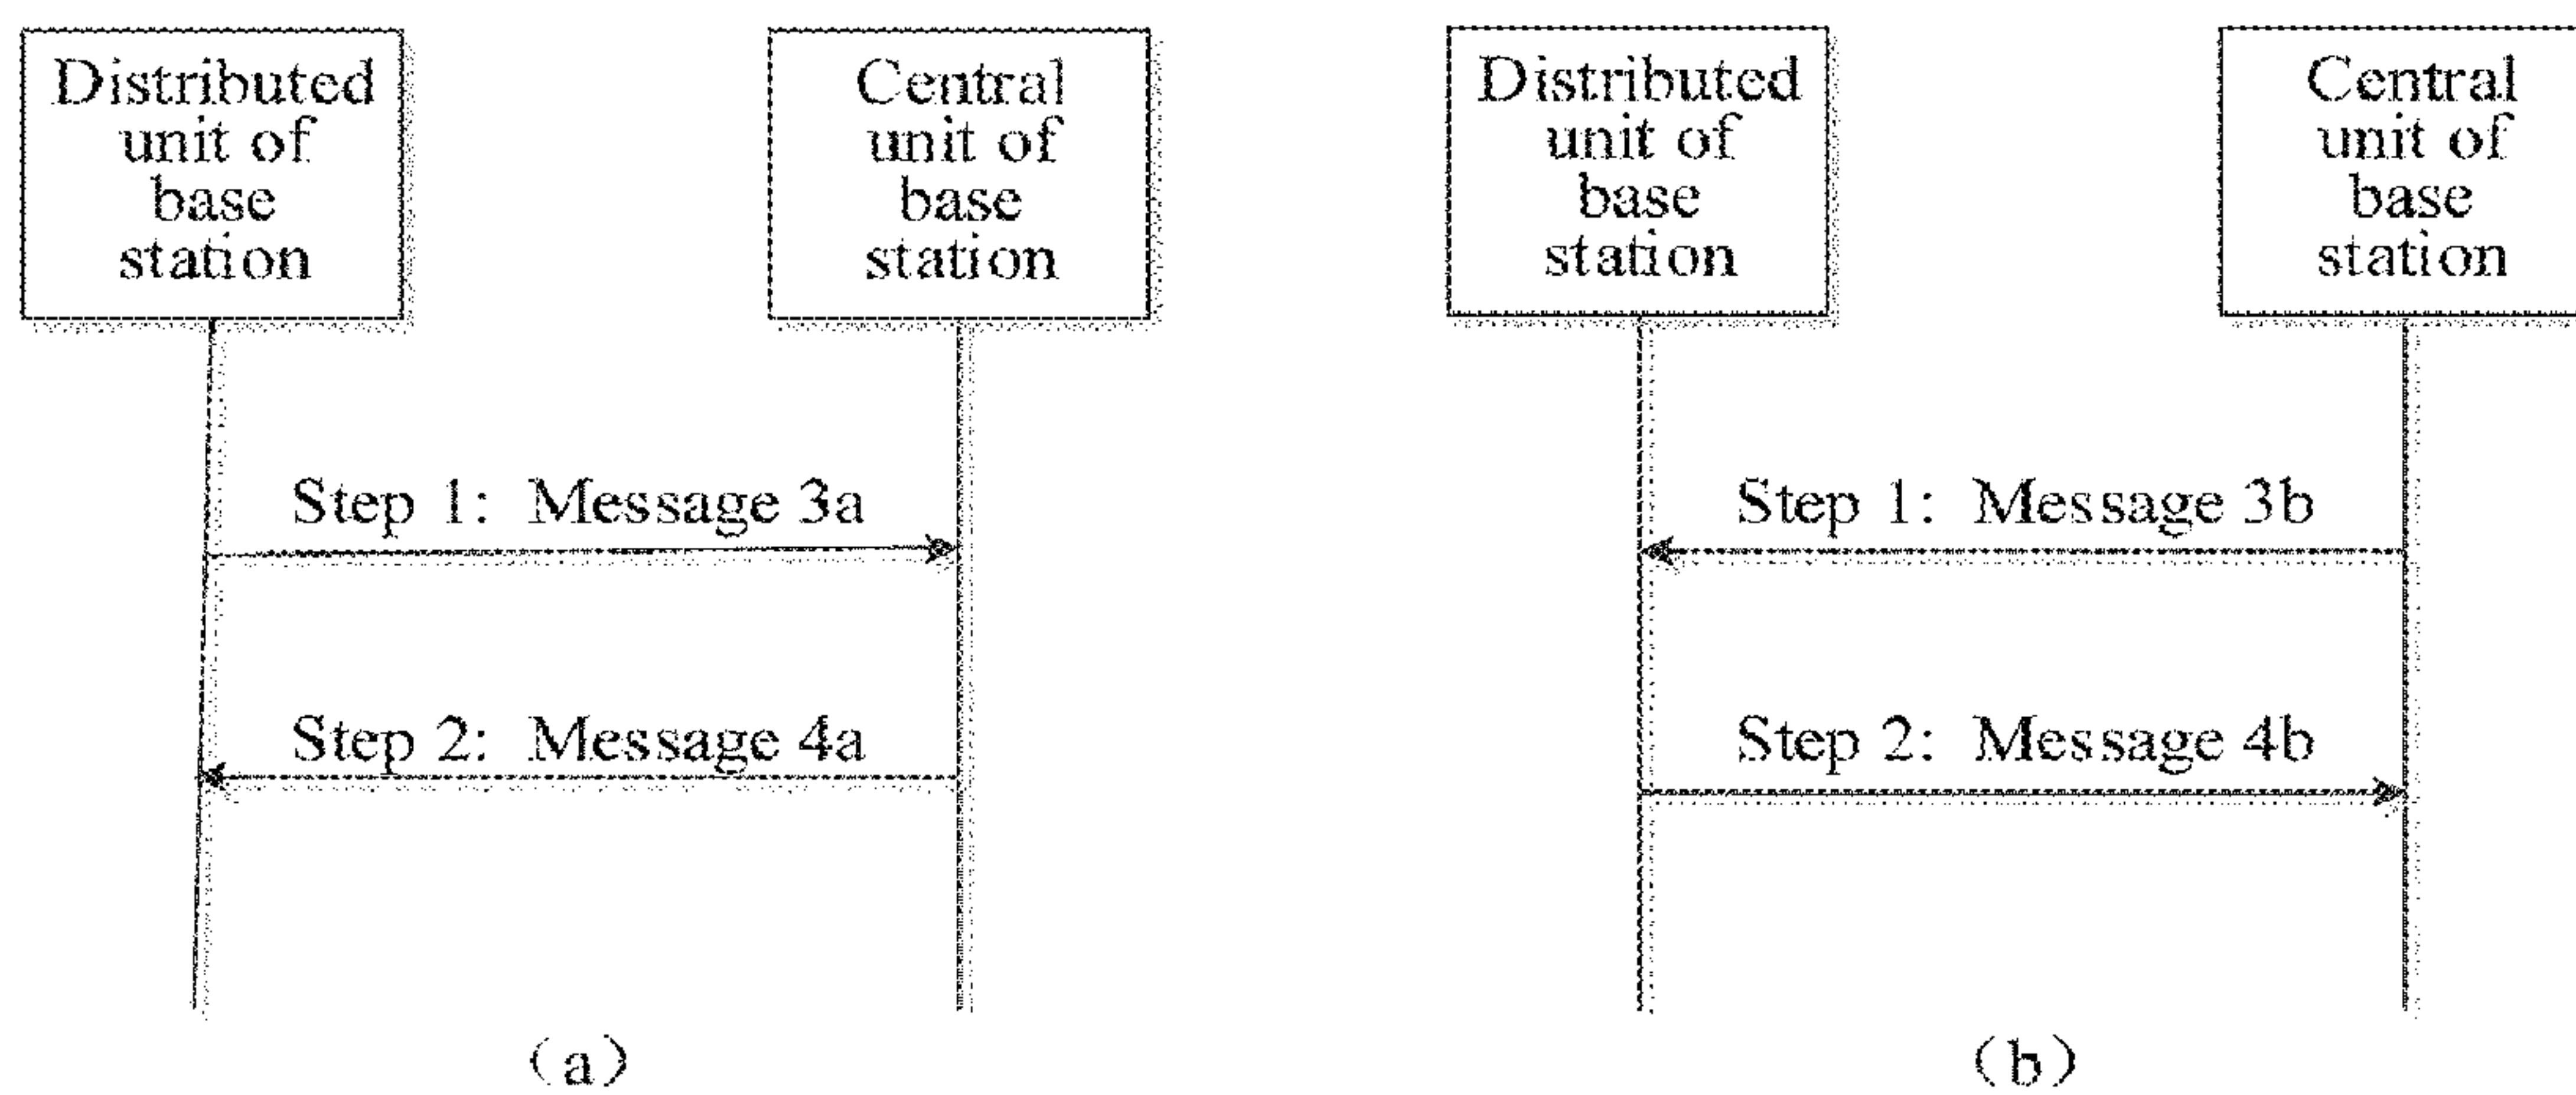 Distributed
unit of
base
station
Central
unit of
base
station
Step 1: Message 3a
Step 2: Message 4a
(a)
Distributed
unit of
base
station
Central
unit of
base
station
Step 1: Message 3b
Step 2: Message 4b
(b)